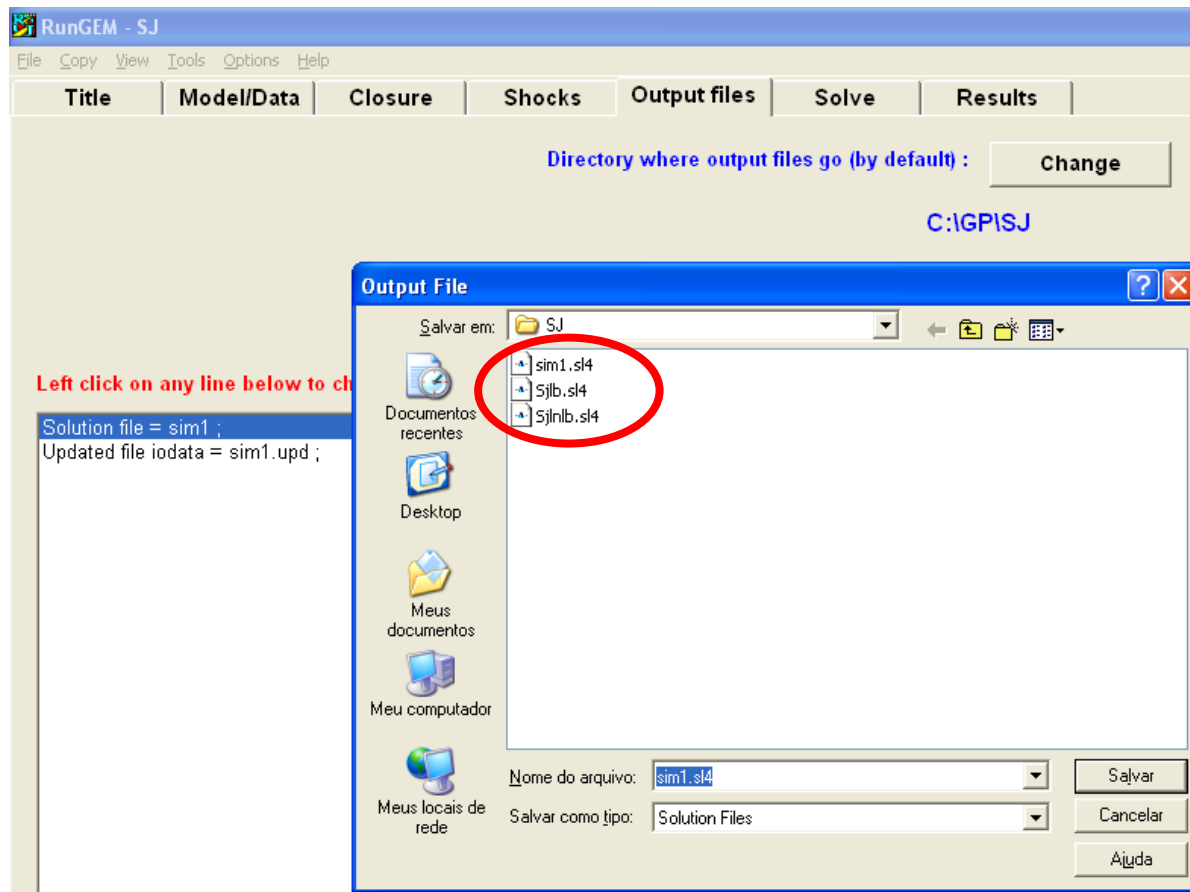 RunGEM - SJ
File Copy View Tools Options Help
Title Model/Data Closure Shocks Output files Solve Results
Directory where output files go (by default) : Change
C:\GP\SJ
Output File
Salvar em: SJ
sim1.sl4
Sjlb.sl4
Sjlnlb.sl4
Left click on any line below to ch
Solution file = sim1 ;
Updated file iodata = sim1.upd ;
Documentos
recentes
Desktop
Meus
documentos
Meu computador
Meus locais de
rede
Nome do arquivo: sim1.sl4 Salvar
Salvar como tipo: Solution Files Cancelar
Ajuda